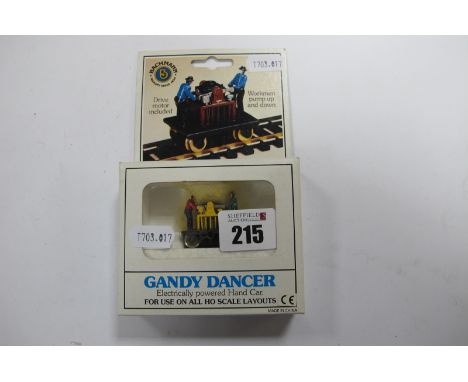 BACHMANN
B
T703.017
Drive
motor
included
Workmen
pump up
and down.
SHEFFIELD
T703.017
215
GANDY DANCER
Electrically powered Hand Car
FOR USE ON ALL HO SCALE LAYOUTS
CE
MADE IN CHINA